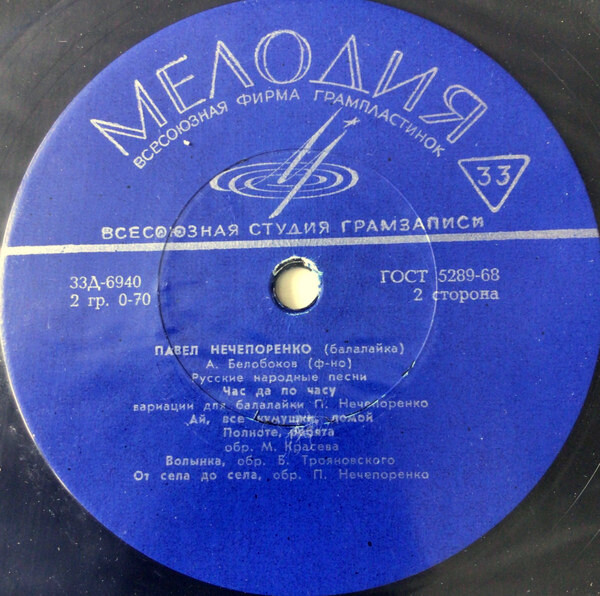 МЕЛОДИЯ
ВСЕСОЮЗНАЯ ФИРМА ГРАМПЛАСТИНОК
33
ВСЕСОЮЗНАЯ СТУДИЯ ГРАМЗАПИСИ
33Д-6940
2 гр. 0-70
ГОСТ 5289-68
2 сторона
ПАВЕЛ НЕЧЕПОРЕНКО (балалайка)
А. Белобоков (ф-но)
Русские народные песни
Час да по часу
вариации для балалайки П. Нечепоренко
Ай, все кумушки, домой
Полноте, ребята
обр. М. Красева
Волынка, обр. Б. Трояновского
От села до села, обр. П. Нечепоренко